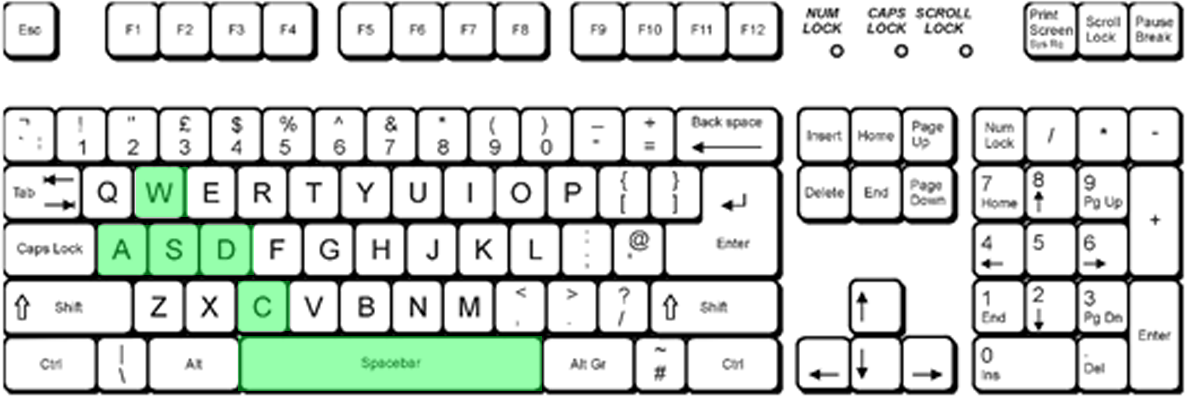 Esc F1 F2 F3 F4 F5 F6 F7 F8 F9 F10 F11 F12
NUM LOCK CAPS LOCK SCROLL LOCK
Print Screen Sys Rq Scroll Lock Pause Break
¬ ` ¦ ! 1 " 2 £ 3 $ 4 % 5 ^ 6 & 7 * 8 ( 9 ) 0 _ - + = Back space ← Insert Home Page Up Num Lock / * -
Tab Q W E R T Y U I O P { [ } ] ↵ Enter Delete End Page Down 7 Home 8 ↑ 9 Pg Up +
Caps Lock A S D F G H J K L : ; @ ' 4 ← 5 6 →
⇧ Shift Z X C V B N M < , > . ? / ⇧ Shift ↑ 1 End 2 ↓ 3 Pg Dn Enter
Ctrl | \ Alt Spacebar Alt Gr ~ # Ctrl ← ↓ → 0 Ins . Del